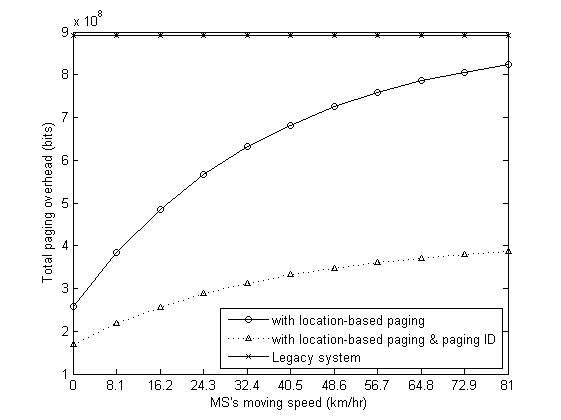 x 10⁸
9
8
7
6
5
4
3
2
1
Total paging overhead (bits)
with location-based paging
with location-based paging & paging ID
Legacy system
0 8.1 16.2 24.3 32.4 40.5 48.6 56.7 64.8 72.9 81
MS's moving speed (km/hr)